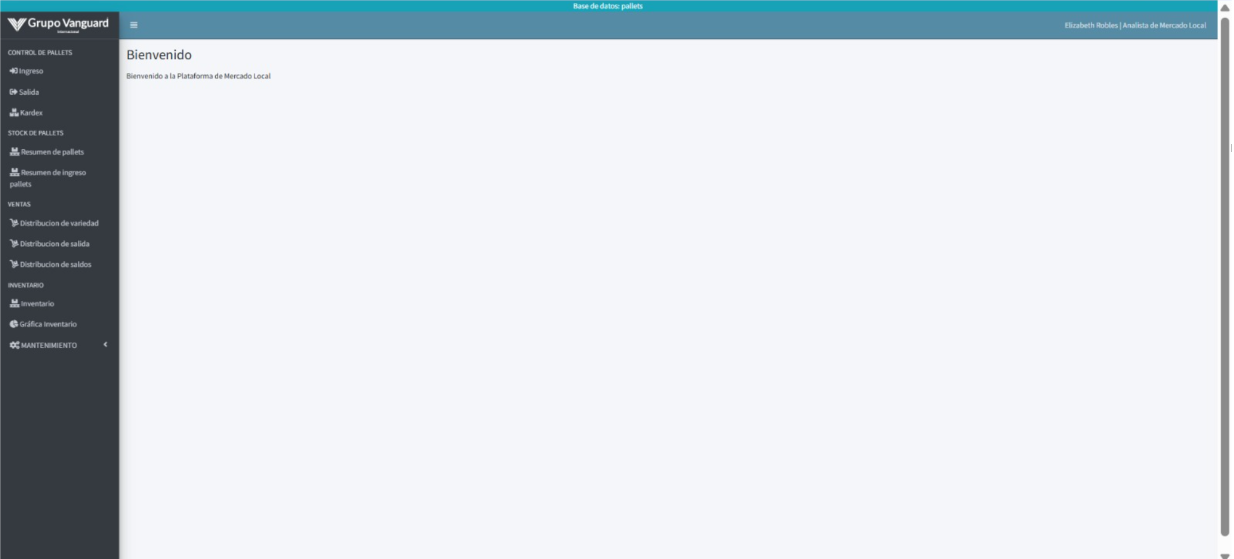 Base de datos: pallets
Grupo Vanguard
Internacional
Elizabeth Robles | Analista de Mercado Local
CONTROL DE PALLETS
Ingreso
Salida
Kardex
STOCK DE PALLETS
Resumen de pallets
Resumen de ingreso
pallets
VENTAS
Distribucion de variedad
Distribucion de salida
Distribucion de saldos
INVENTARIO
Inventario
Gráfica Inventario
MANTENIMIENTO
Bienvenido
Bienvenido a la Plataforma de Mercado Local